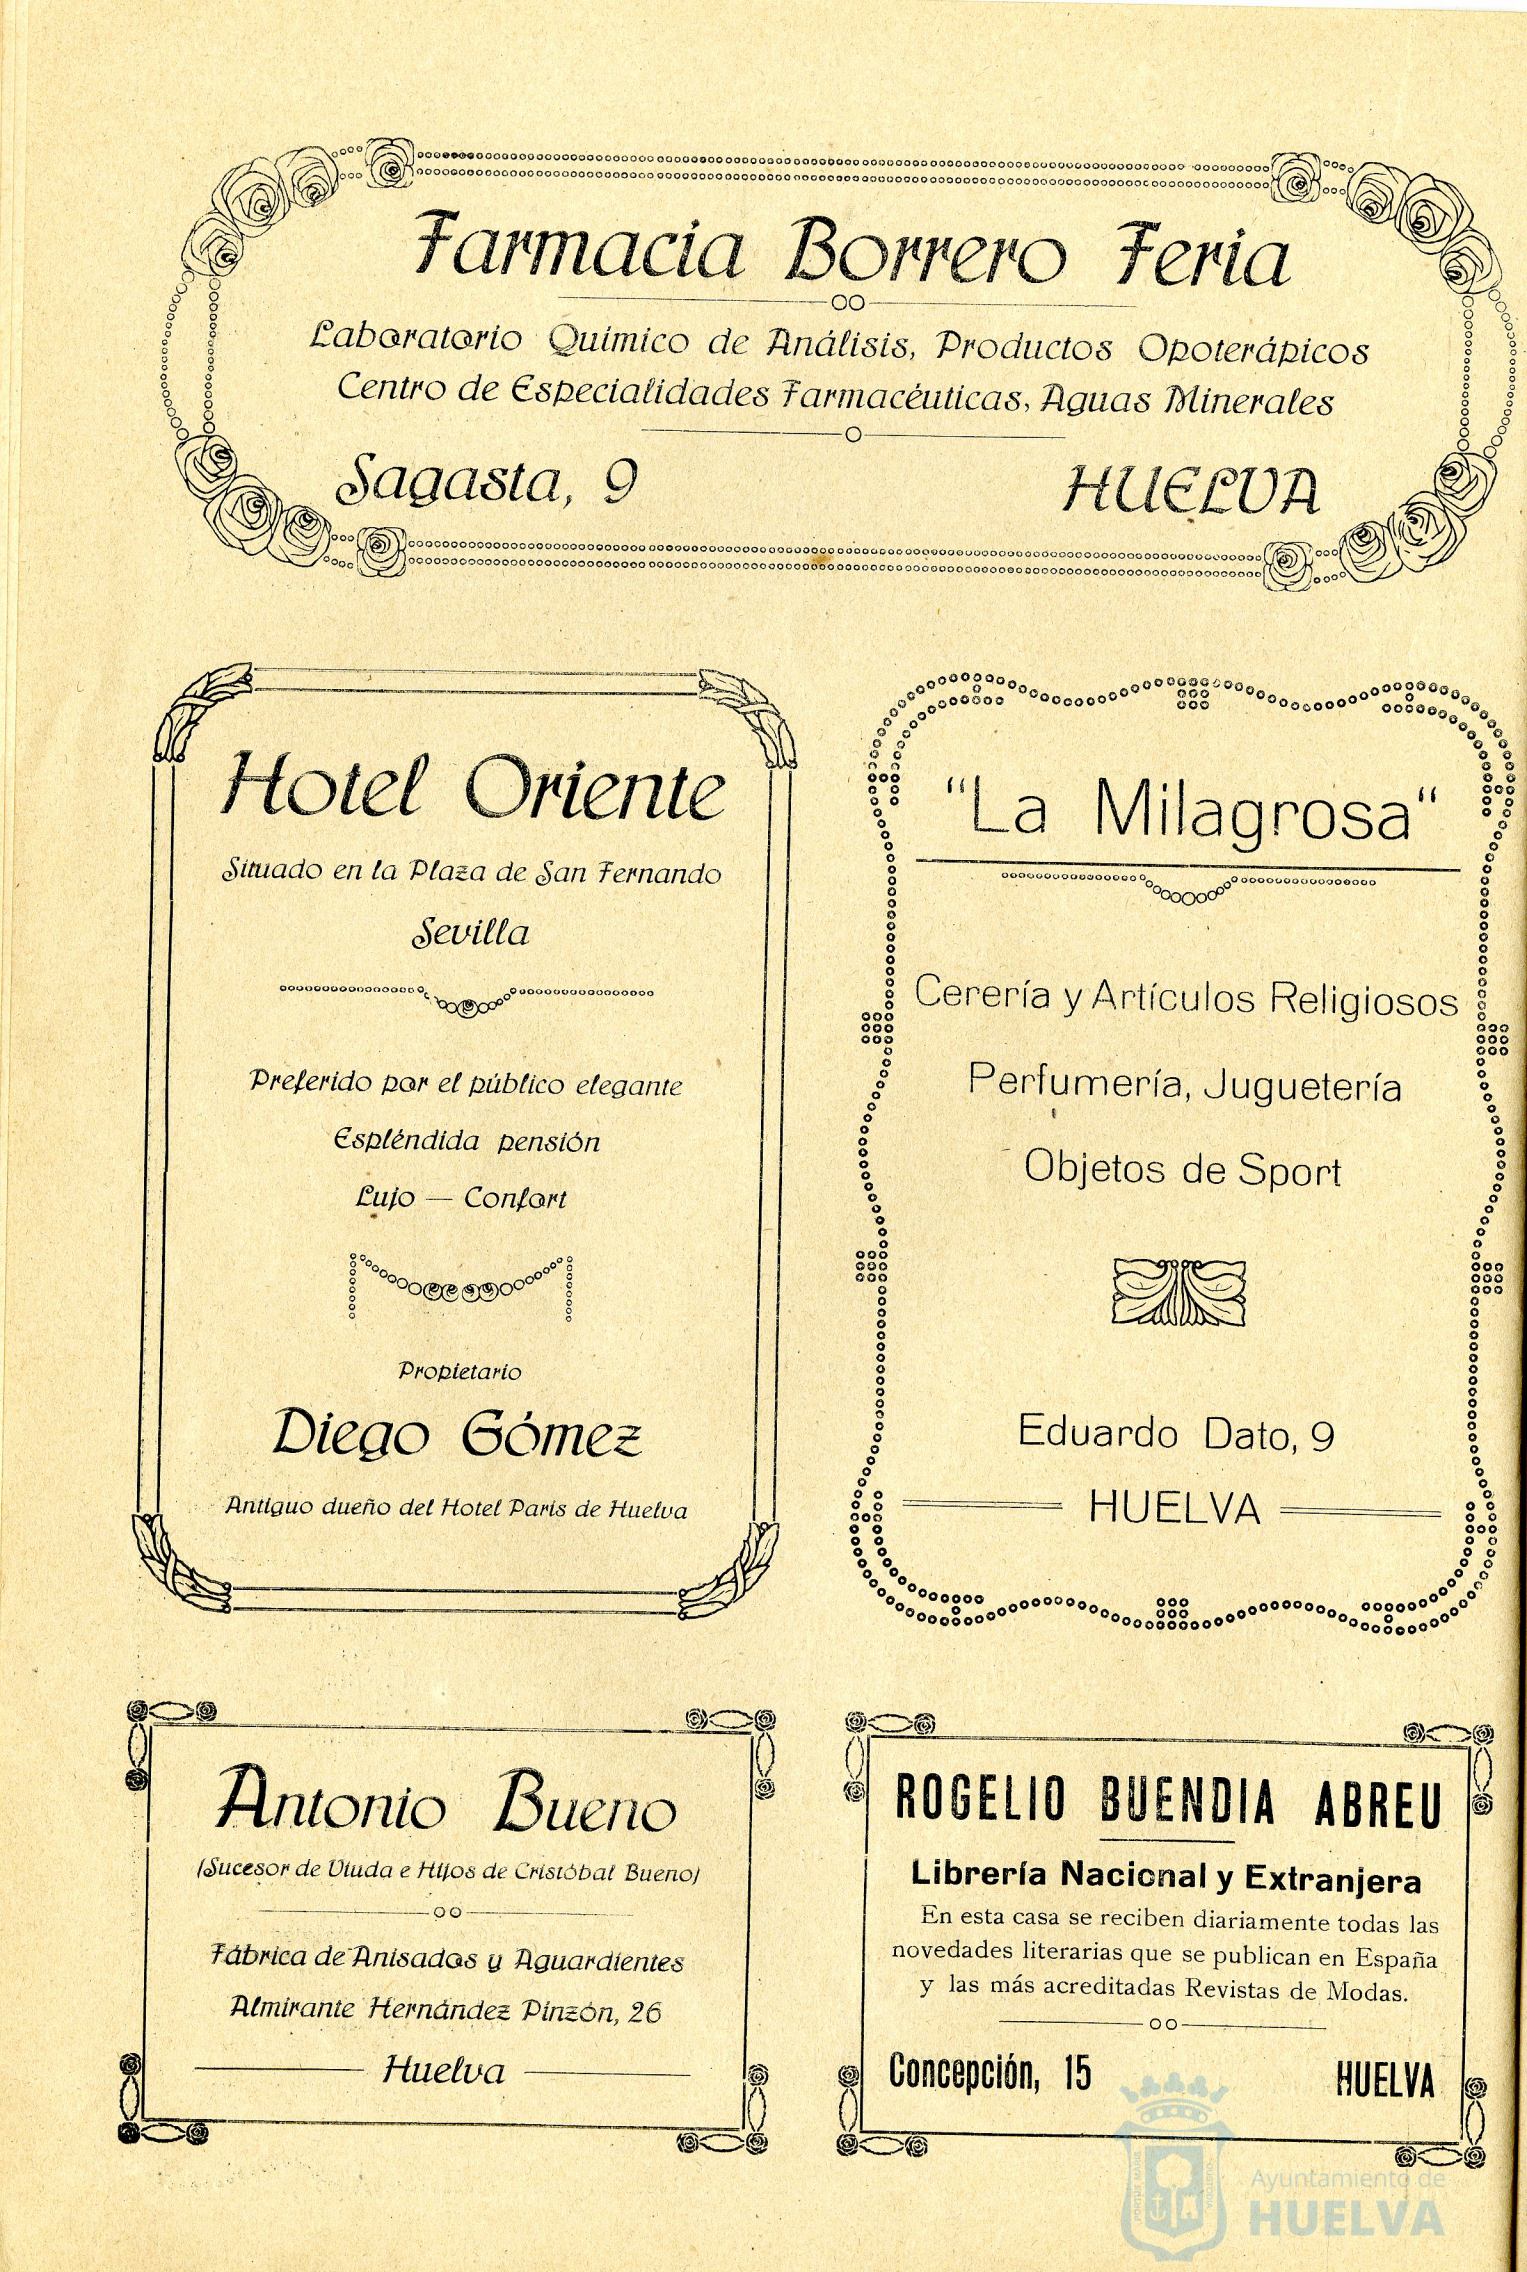 Farmacia Borrero Feria
Laboratorio Químico de Análisis, Productos Opoterápicos
Centro de Especialidades Farmacéuticas, Aguas Minerales
Sagasta, 9
HUELVA
Hotel Oriente
Situado en la Plaza de San Fernando
Sevilla
Preferido por el público elegante
Espléndida pensión
Lujo — Confort
Propietario
Diego Gómez
Antiguo dueño del Hotel Paris de Huelva
"La Milagrosa"
Cerería y Artículos Religiosos
Perfumería, Juguetería
Objetos de Sport
Eduardo Dato, 9
HUELVA
Antonio Bueno
(Sucesor de Viuda e Hijos de Cristóbal Bueno)
Fábrica de Anisados y Aguardientes
Almirante Hernández Pinzón, 26
Huelva
ROGELIO BUENDIA ABREU
Librería Nacional y Extranjera
En esta casa se reciben diariamente todas las
novedades literarias que se publican en España
y las más acreditadas Revistas de Modas.
Concepción, 15
HUELVA
PORTUS MARIS
Ayuntamiento de
HUELVA